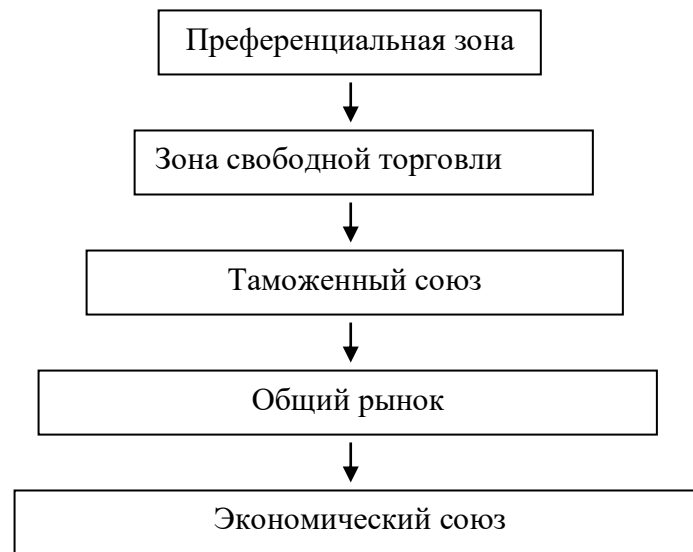 Преференциальная зона
Зона свободной торговли
Таможенный союз
Общий рынок
Экономический союз